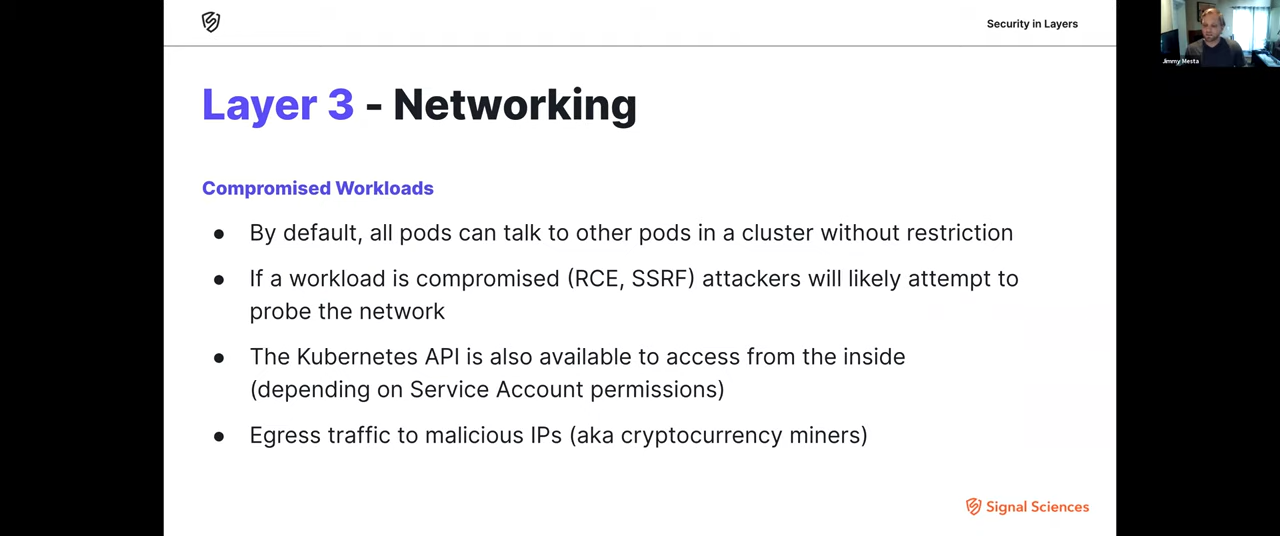 Security in Layers
Jimmy Mesta
Layer 3 - Networking
Compromised Workloads
● By default, all pods can talk to other pods in a cluster without restriction
● If a workload is compromised (RCE, SSRF) attackers will likely attempt to
probe the network
● The Kubernetes API is also available to access from the inside
(depending on Service Account permissions)
● Egress traffic to malicious IPs (aka cryptocurrency miners)
Signal Sciences